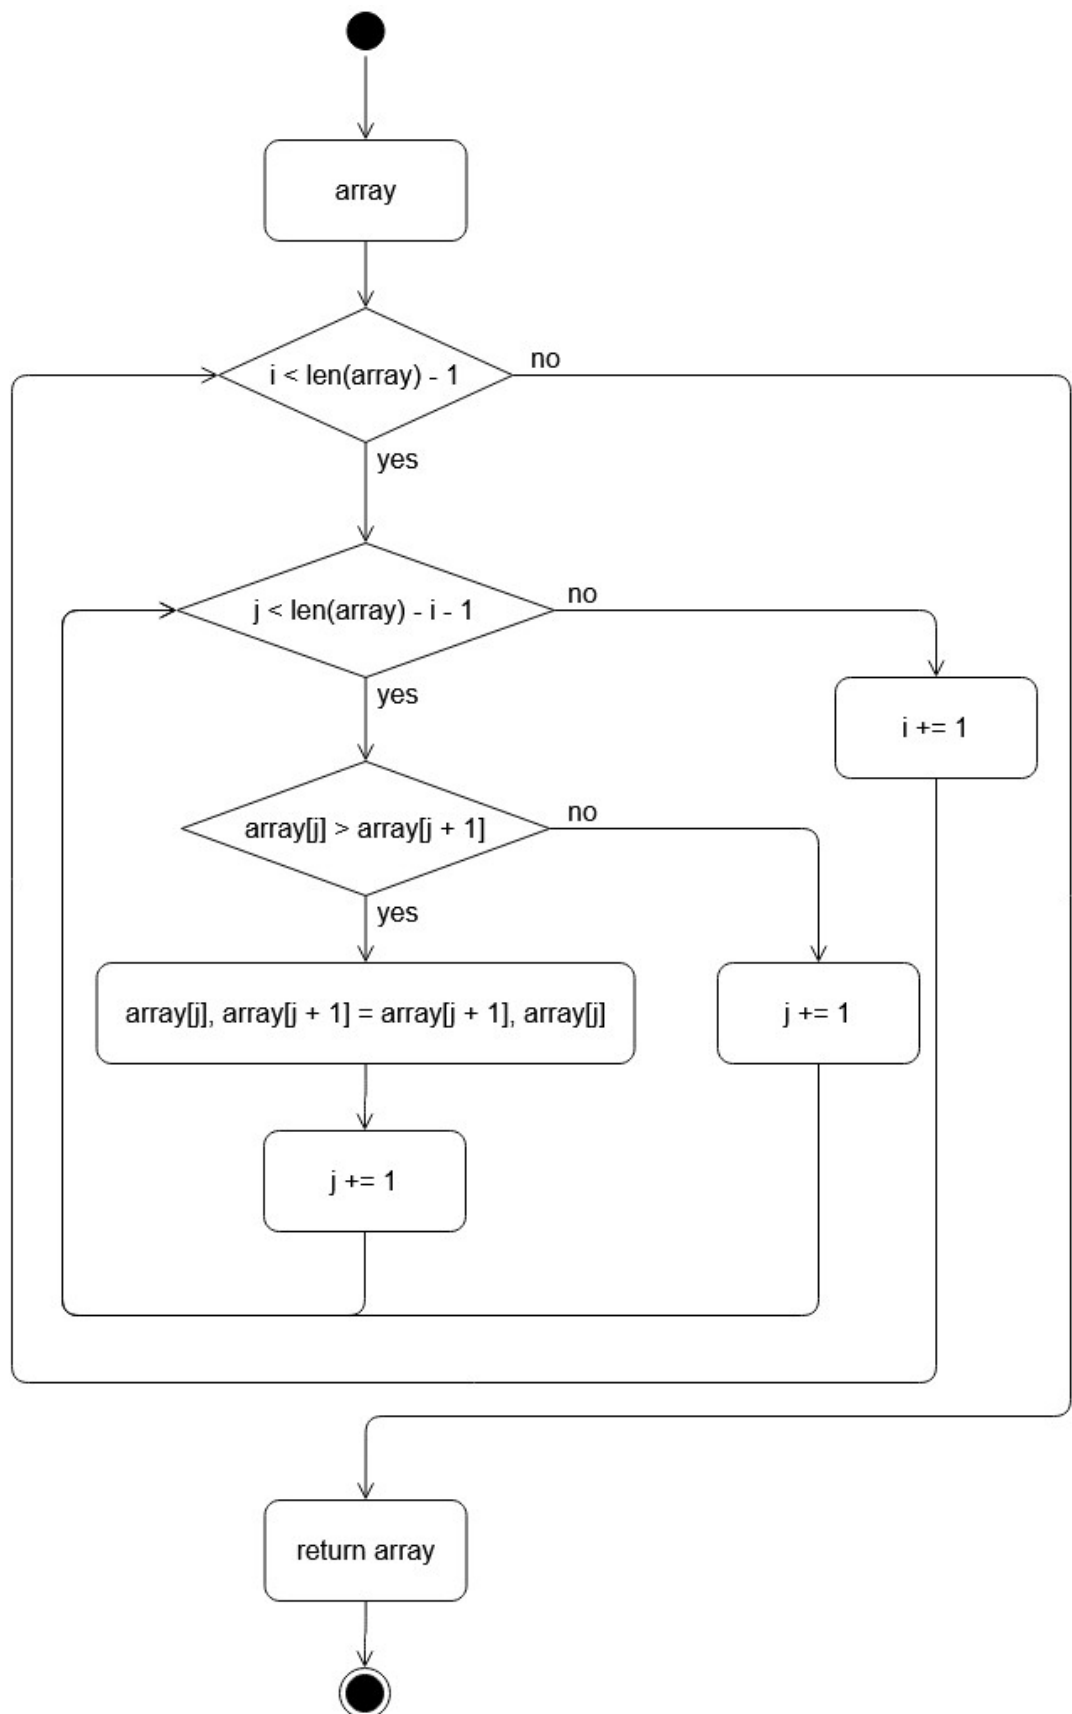 array
i < len(array) - 1
no
yes
j < len(array) - i - 1
no
yes
i += 1
array[j] > array[j + 1]
no
yes
array[j], array[j + 1] = array[j + 1], array[j]
j += 1
j += 1
return array